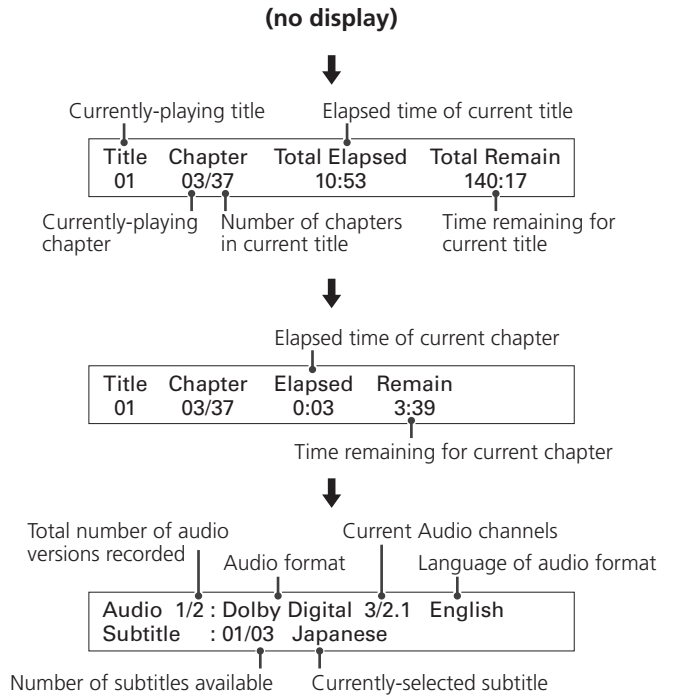 (no display)
Currently-playing title Elapsed time of current title
Title Chapter Total Elapsed Total Remain
01 03/37 10:53 140:17
Currently-playing chapter
Number of chapters in current title
Time remaining for current title
Elapsed time of current chapter
Title Chapter Elapsed Remain
01 03/37 0:03 3:39
Time remaining for current chapter
Total number of audio versions recorded
Audio format
Current Audio channels
Language of audio format
Audio 1/2 : Dolby Digital 3/2.1 English
Subtitle : 01/03 Japanese
Number of subtitles available Currently-selected subtitle